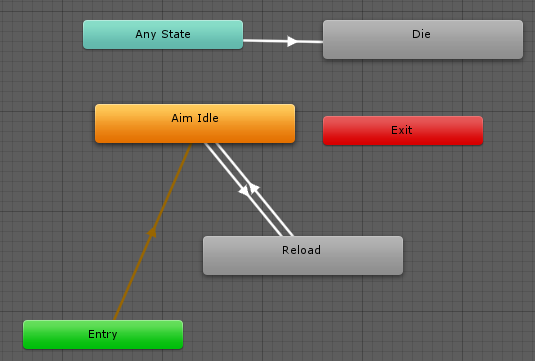 Any State
Die
Aim Idle
Exit
Reload
Entry